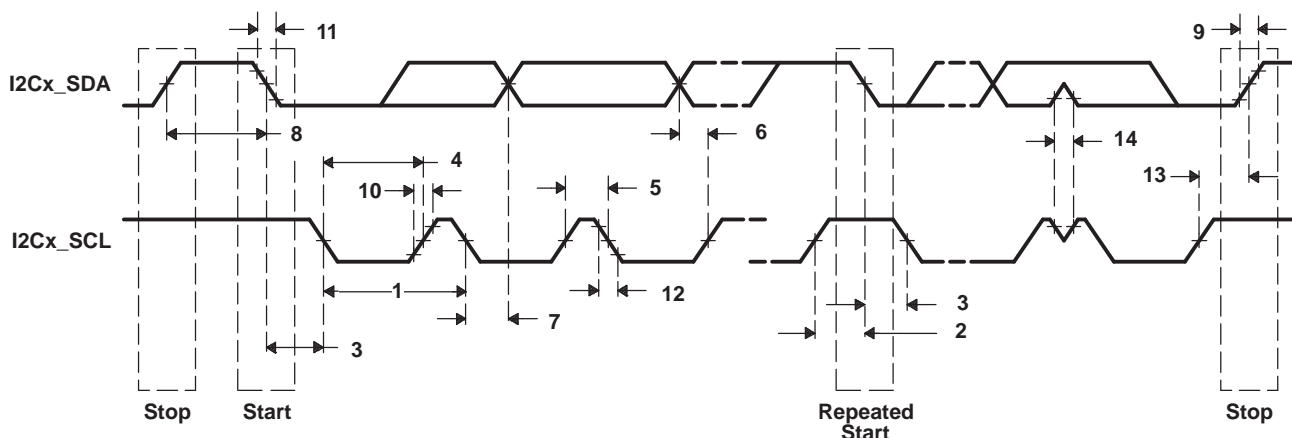 11
9
I2Cx_SDA
8
6
4
14
10
5
13
I2Cx_SCL
1
12
3
7
2
3
Stop
Start
Repeated
Start
Stop